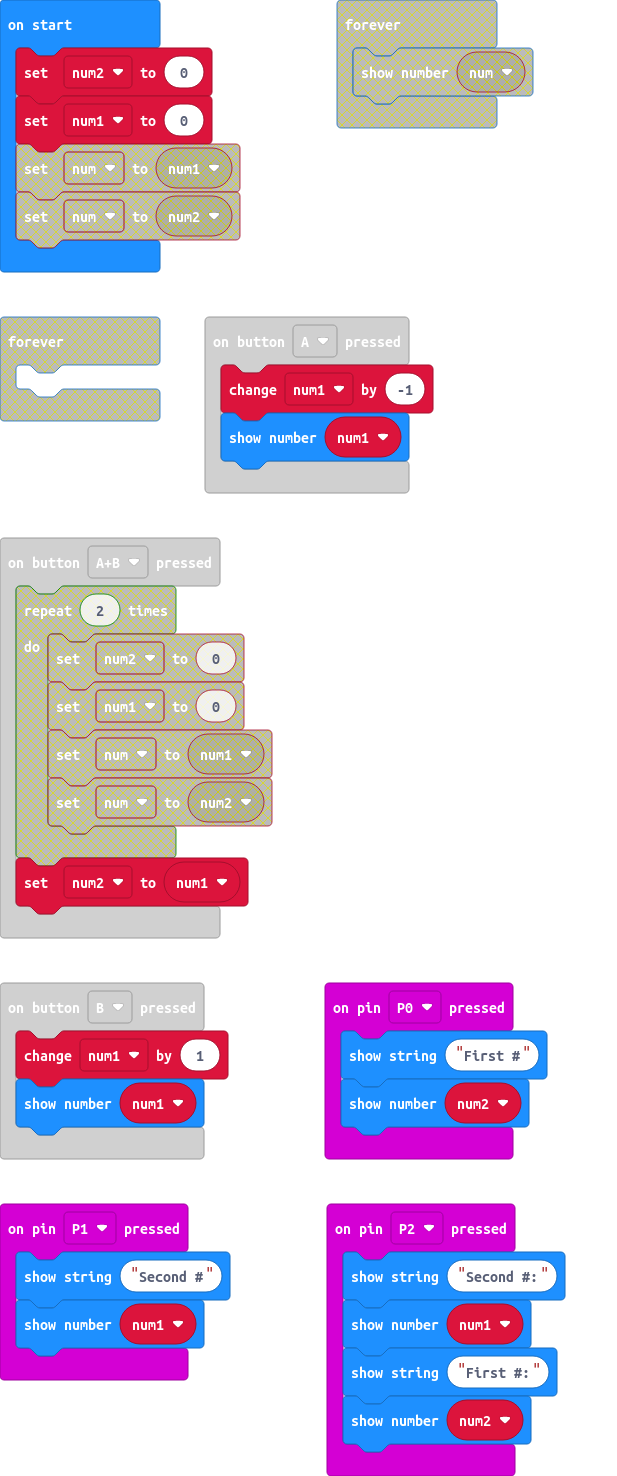 on start
set num2 to 0
set num1 to 0
set num to num1
set num to num2
forever
show number num
forever
on button A pressed
change num1 by -1
show number num1
on button A+B pressed
repeat 2 times
do
set num2 to 0
set num1 to 0
set num to num1
set num to num2
set num2 to num1
on button B pressed
change num1 by 1
show number num1
on pin P0 pressed
show string "First #"
show number num2
on pin P1 pressed
show string "Second #"
show number num1
on pin P2 pressed
show string "Second #:"
show number num1
show string "First #:"
show number num2